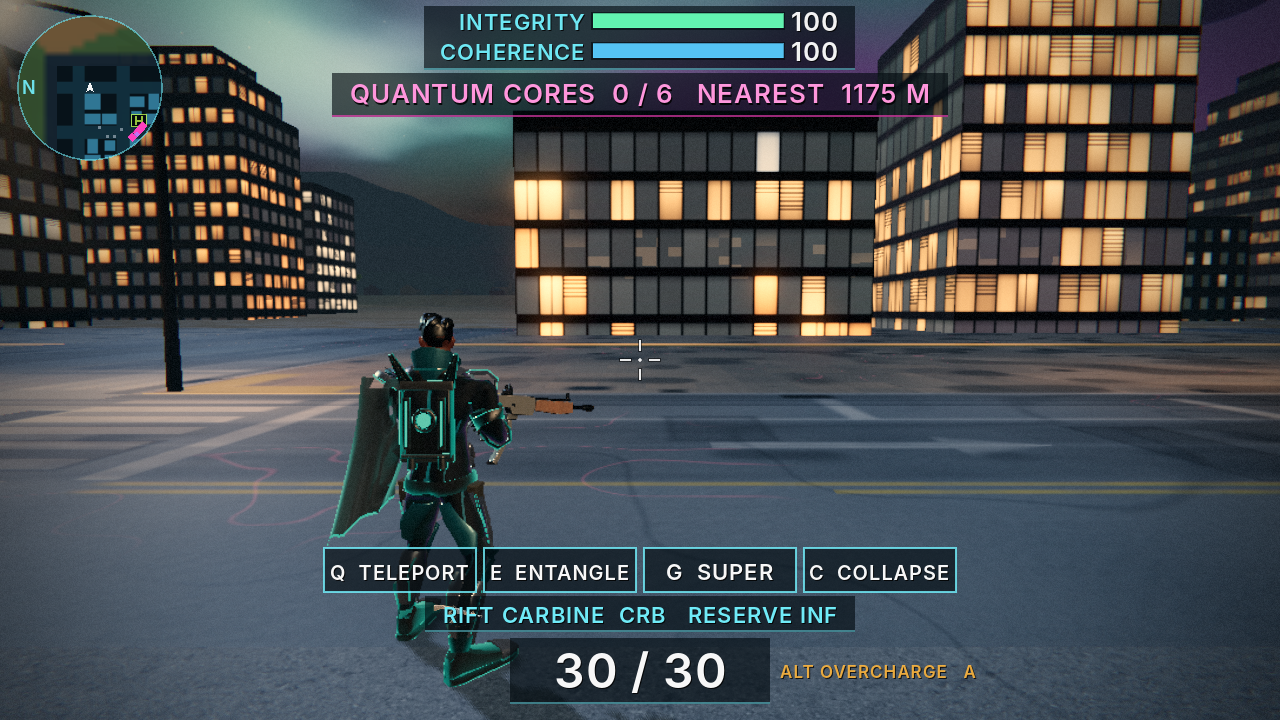 INTEGRITY 100
COHERENCE 100
QUANTUM CORES 0 / 6 NEAREST 1175 M
N
H
Q TELEPORT E ENTANGLE G SUPER C COLLAPSE
RIFT CARBINE CRB RESERVE INF
30 / 30
ALT OVERCHARGE A